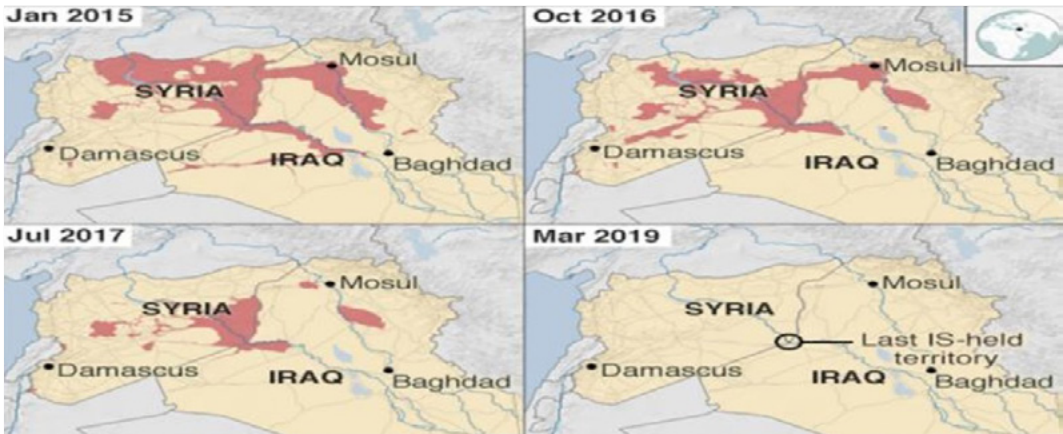 Jan 2015
Mosul
SYRIA
Damascus
IRAQ
Baghdad
Oct 2016
Mosul
SYRIA
Damascus
IRAQ
Baghdad
Jul 2017
Mosul
SYRIA
Damascus
IRAQ
Baghdad
Mar 2019
Mosul
SYRIA
Last IS-held
territory
Damascus
IRAQ
Baghdad